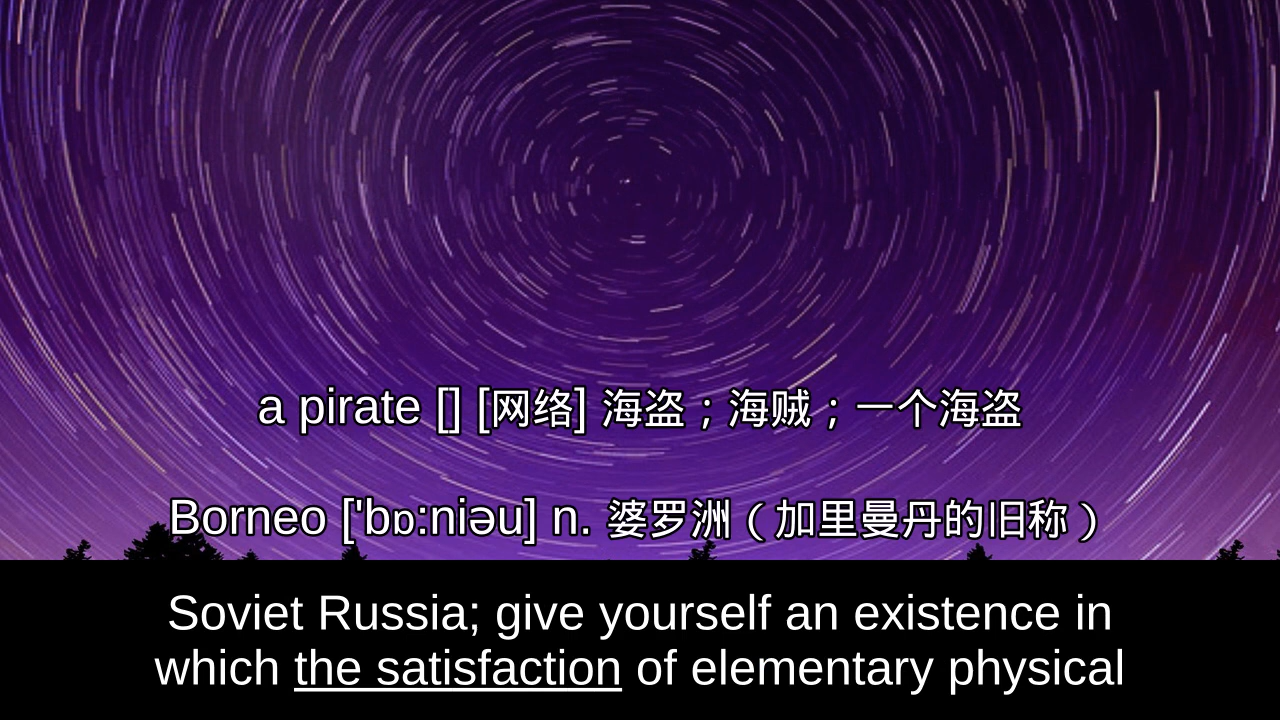 a pirate [] [网络] 海盗；海贼；一个海盗
Borneo ['bɒ:niəu] n. 婆罗洲（加里曼丹的旧称）
Soviet Russia; give yourself an existence in
which the satisfaction of elementary physical